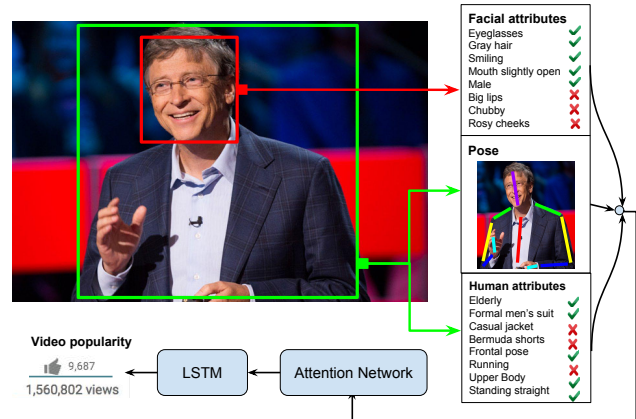 Facial attributes
Eyeglasses
Gray hair
Smiling
Mouth slightly open
Male
Big lips
Chubby
Rosy cheeks
Pose
Human attributes
Elderly
Formal men's suit
Casual jacket
Bermuda shorts
Frontal pose
Running
Upper Body
Standing straight
Video popularity
9,687
1,560,802 views
LSTM
Attention Network